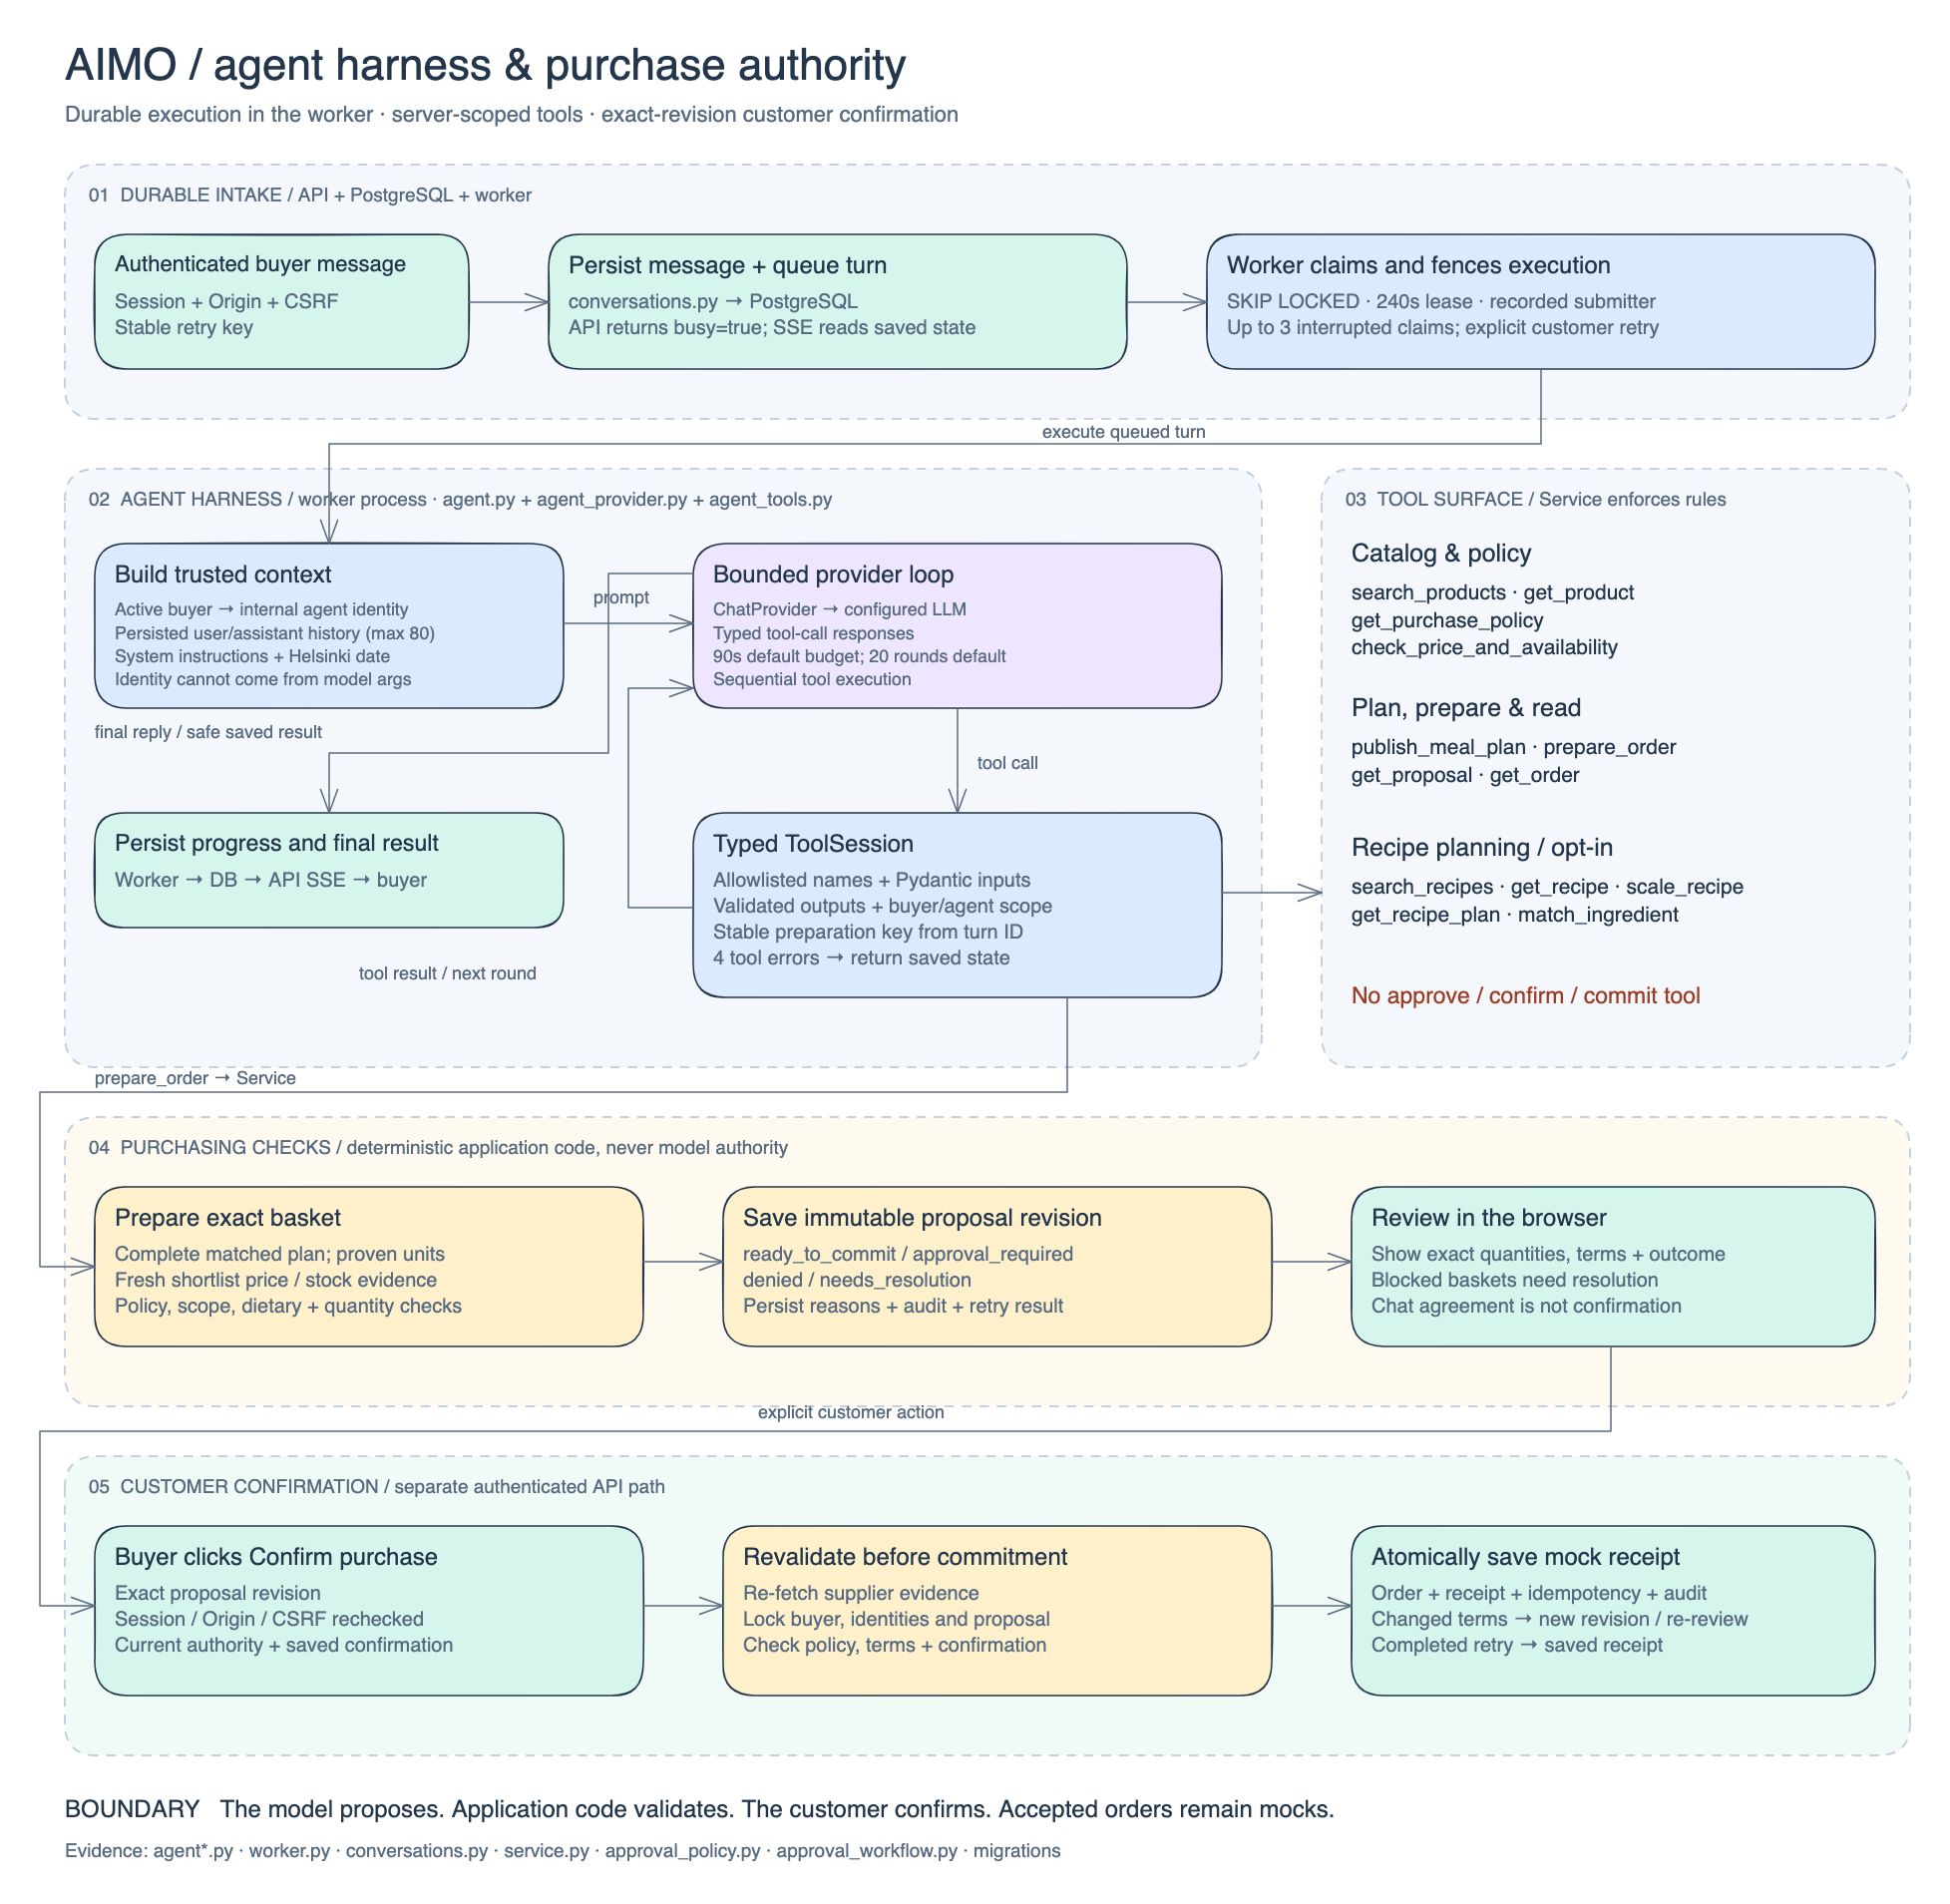 AIMO / agent harness & purchase authority
Durable execution in the worker · server-scoped tools · exact-revision customer confirmation
01 DURABLE INTAKE / API + PostgreSQL + worker
Authenticated buyer message
Session + Origin + CSRF
Stable retry key
Persist message + queue turn
conversations.py → PostgreSQL
API returns busy=true; SSE reads saved state
Worker claims and fences execution
SKIP LOCKED · 240s lease · recorded submitter
Up to 3 interrupted claims; explicit customer retry
execute queued turn
02 AGENT HARNESS / worker process · agent.py + agent_provider.py + agent_tools.py
Build trusted context
Active buyer → internal agent identity
Persisted user/assistant history (max 80)
System instructions + Helsinki date
Identity cannot come from model args
prompt
Bounded provider loop
ChatProvider → configured LLM
Typed tool-call responses
90s default budget; 20 rounds default
Sequential tool execution
final reply / safe saved result
tool call
Persist progress and final result
Worker → DB → API SSE → buyer
Typed ToolSession
Allowlisted names + Pydantic inputs
Validated outputs + buyer/agent scope
Stable preparation key from turn ID
4 tool errors → return saved state
tool result / next round
03 TOOL SURFACE / Service enforces rules
Catalog & policy
search_products · get_product
get_purchase_policy
check_price_and_availability
Plan, prepare & read
publish_meal_plan · prepare_order
get_proposal · get_order
Recipe planning / opt-in
search_recipes · get_recipe · scale_recipe
get_recipe_plan · match_ingredient
No approve / confirm / commit tool
prepare_order → Service
04 PURCHASING CHECKS / deterministic application code, never model authority
Prepare exact basket
Complete matched plan; proven units
Fresh shortlist price / stock evidence
Policy, scope, dietary + quantity checks
Save immutable proposal revision
ready_to_commit / approval_required
denied / needs_resolution
Persist reasons + audit + retry result
Review in the browser
Show exact quantities, terms + outcome
Blocked baskets need resolution
Chat agreement is not confirmation
explicit customer action
05 CUSTOMER CONFIRMATION / separate authenticated API path
Buyer clicks Confirm purchase
Exact proposal revision
Session / Origin / CSRF rechecked
Current authority + saved confirmation
Revalidate before commitment
Re-fetch supplier evidence
Lock buyer, identities and proposal
Check policy, terms + confirmation
Atomically save mock receipt
Order + receipt + idempotency + audit
Changed terms → new revision / re-review
Completed retry → saved receipt
BOUNDARY The model proposes. Application code validates. The customer confirms. Accepted orders remain mocks.
Evidence: agent*.py · worker.py · conversations.py · service.py · approval_policy.py · approval_workflow.py · migrations